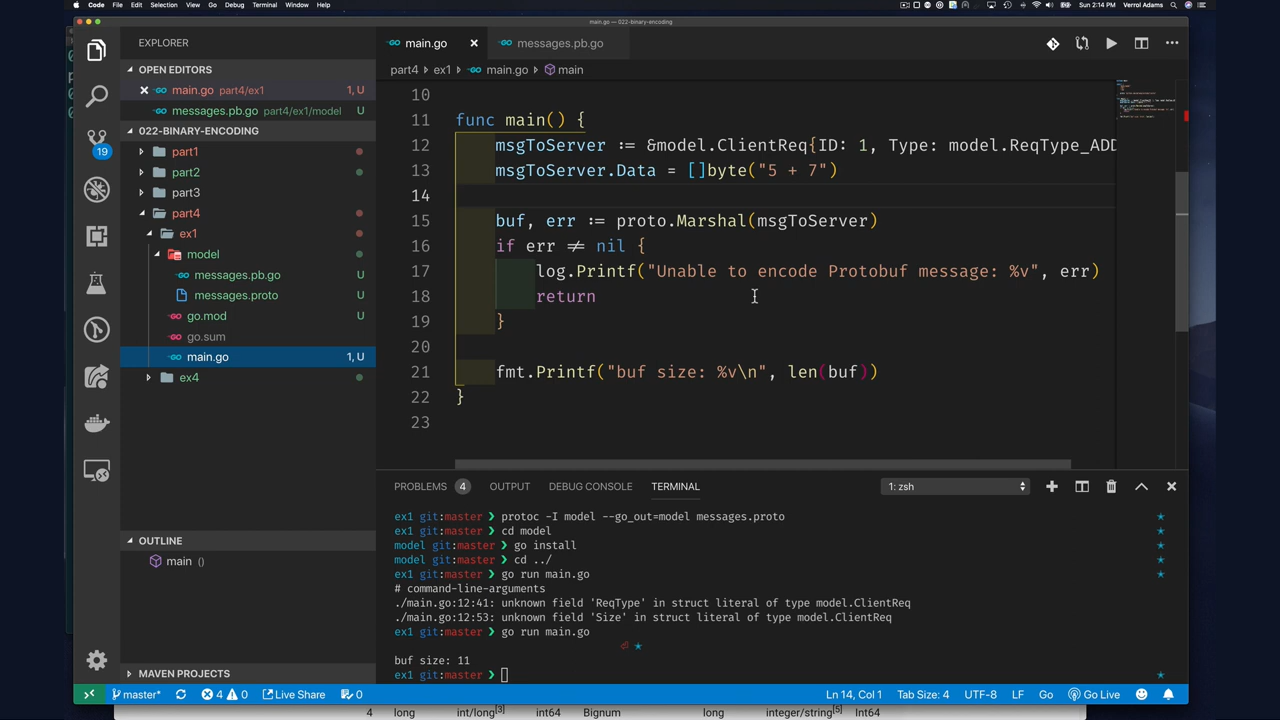 Code File Edit Selection View Go Debug Terminal Window Help
Sun 2:14 PM Verrol Adams
main.go — 022-binary-encoding
EXPLORER
OPEN EDITORS
main.go part4/ex1 1, U
messages.pb.go part4/ex1/model U
022-BINARY-ENCODING
part1
part2
part3
part4
ex1
model
messages.pb.go U
messages.proto U
go.mod U
go.sum
main.go 1, U
ex4
OUTLINE
main ()
MAVEN PROJECTS
19
main.go messages.pb.go
part4 › ex1 › main.go › main
10
11 func main() {
12 msgToServer := &model.ClientReq{ID: 1, Type: model.ReqType_ADD
13 msgToServer.Data = []byte("5 + 7")
14
15 buf, err := proto.Marshal(msgToServer)
16 if err ≠ nil {
17 log.Printf("Unable to encode Protobuf message: %v", err)
18 return
19 }
20
21 fmt.Printf("buf size: %v\n", len(buf))
22 }
23
PROBLEMS 4 OUTPUT DEBUG CONSOLE TERMINAL 1: zsh
ex1 git:master ❯ protoc -I model --go_out=model messages.proto
ex1 git:master ❯ cd model
model git:master ❯ go install
model git:master ❯ cd ../
ex1 git:master ❯ go run main.go
# command-line-arguments
./main.go:12:41: unknown field 'ReqType' in struct literal of type model.ClientReq
./main.go:12:53: unknown field 'Size' in struct literal of type model.ClientReq
ex1 git:master ❯ go run main.go
buf size: 11
ex1 git:master ❯
master* 4 0 Live Share 0 Ln 14, Col 1 Tab Size: 4 UTF-8 LF Go Go Live
4 long int/long[3] int64 Bignum long integer/string[5] Int64